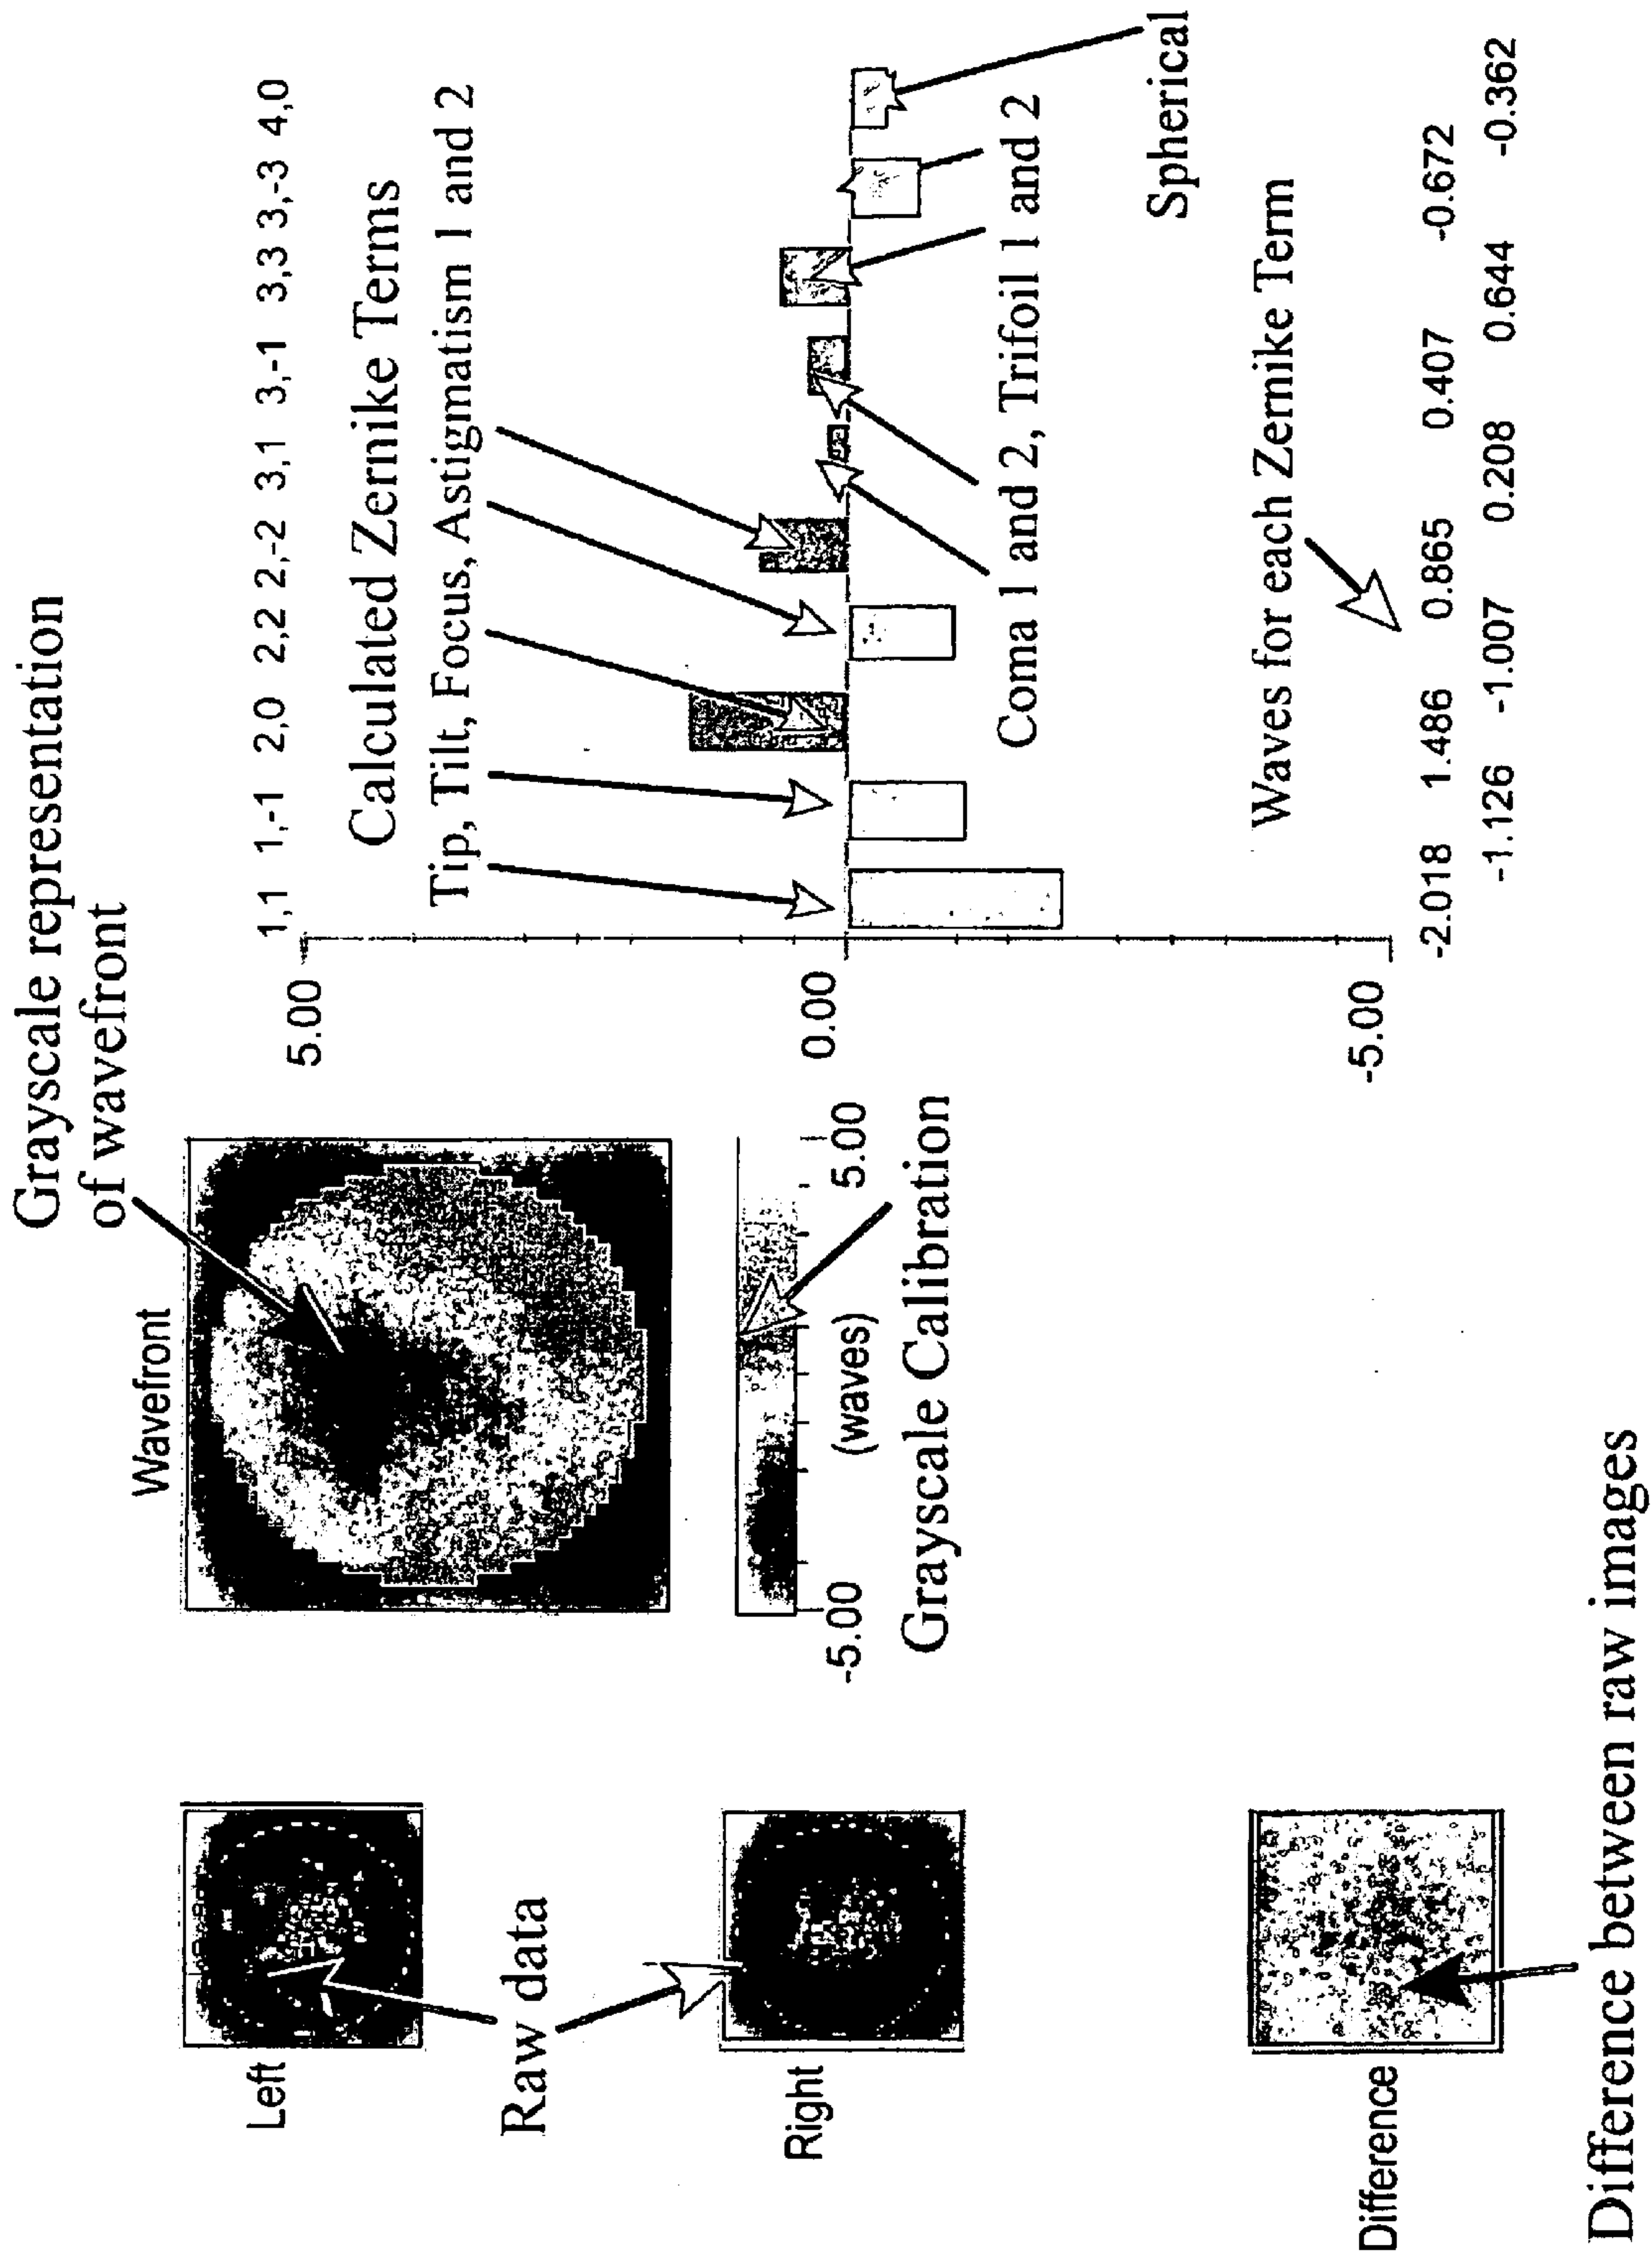 Left
Raw data
Right
Difference
Difference between raw images
Grayscale representation
of wavefront
Wavefront
-5.00
5.00
(waves)
Grayscale Calibration
1,1 1,-1 2,0 2,2 2,-2 3,1 3,-1 3,3 3,-3 4,0
Calculated Zernike Terms
Tip, Tilt, Focus, Astigmatism 1 and 2
5.00
0.00
-5.00
Coma 1 and 2, Trifoil 1 and 2
Spherical
Waves for each Zernike Term
-2.018 1.486 0.865 0.407 -0.672
-1.126 -1.007 0.208 0.644 -0.362